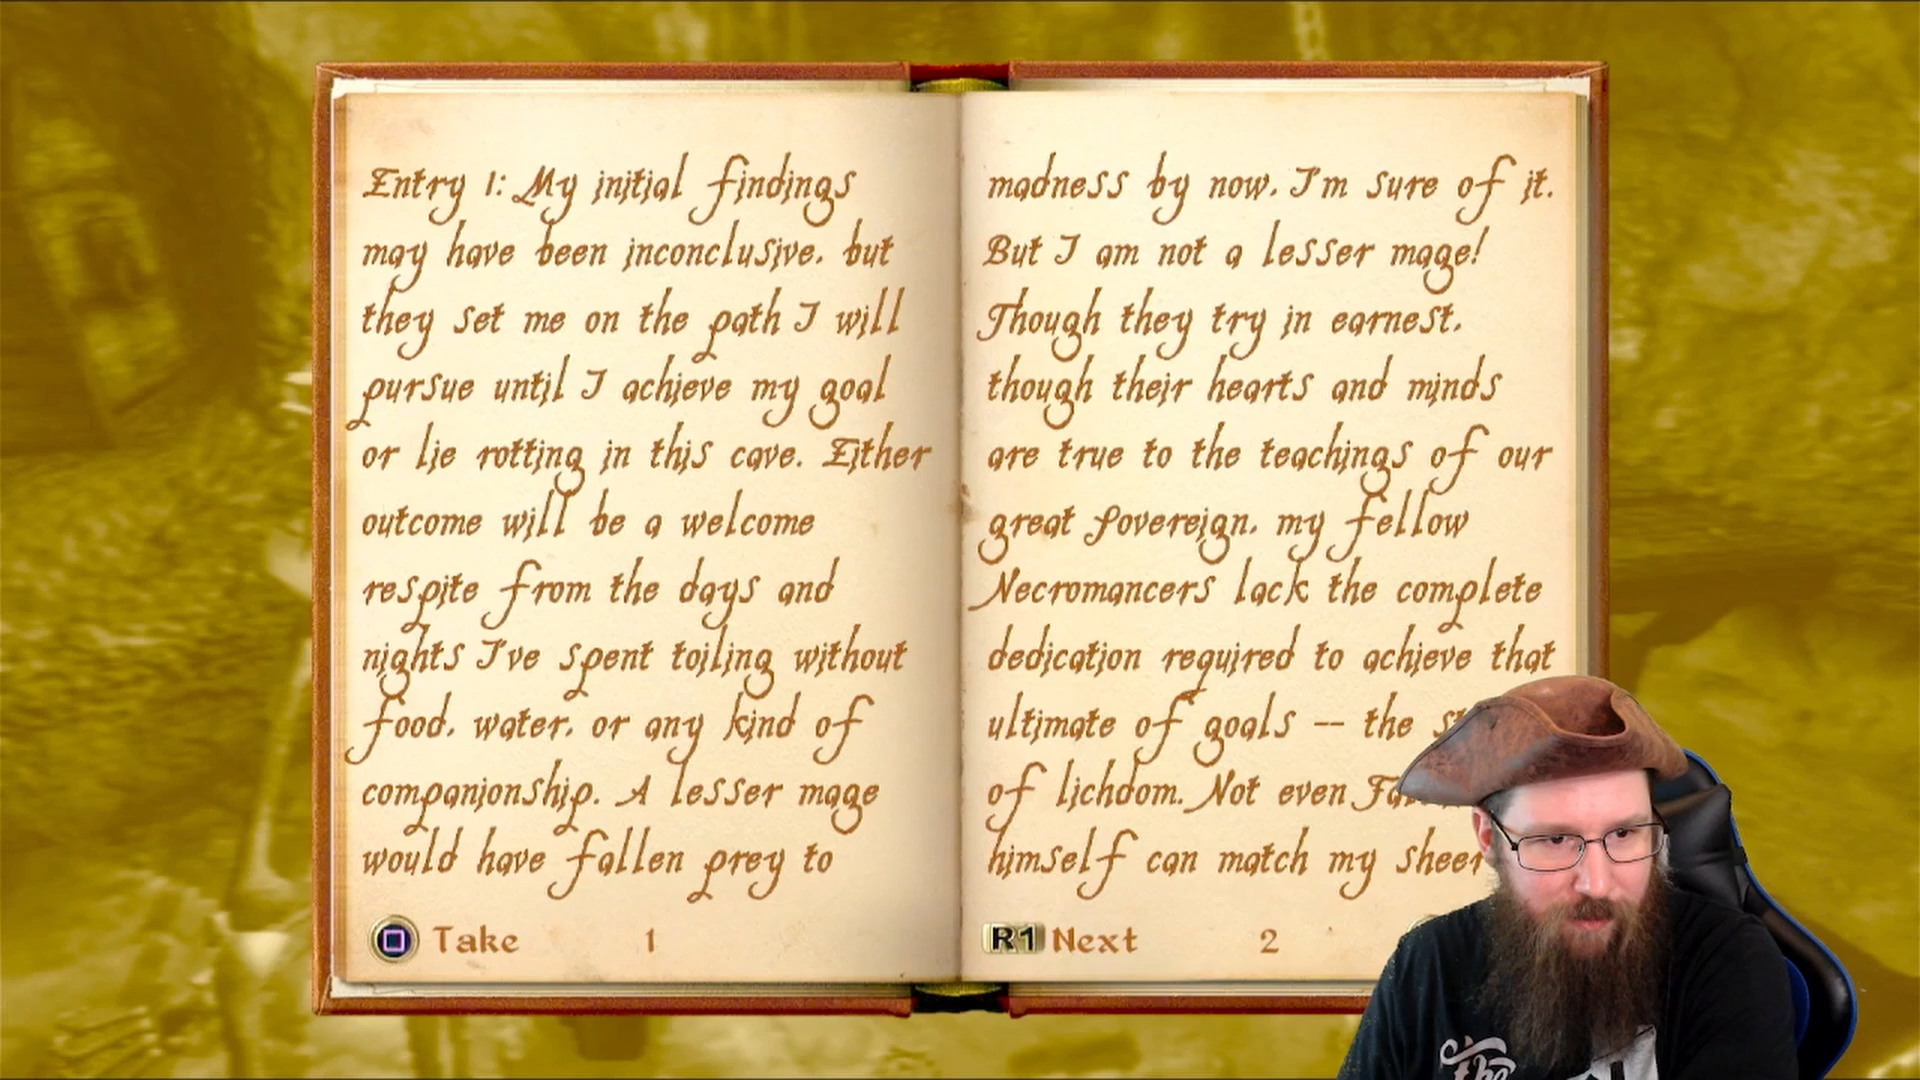 Entry 1: My initial findings
may have been inconclusive, but
they set me on the path I will
pursue until I achieve my goal
or lie rotting in this cave. Either
outcome will be a welcome
respite from the days and
nights I've spent toiling without
food, water, or any kind of
companionship. A lesser mage
would have fallen prey to
Take 1
madness by now, I'm sure of it.
But I am not a lesser mage!
Though they try in earnest,
though their hearts and minds
are true to the teachings of our
great Sovereign, my fellow
Necromancers lack the complete
dedication required to achieve that
ultimate of goals -- the
of lichdom. Not even
himself can match my sheer
R1 Next 2
the